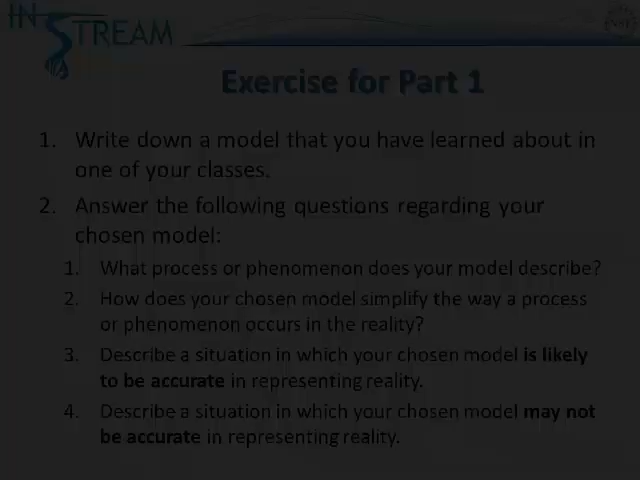 IN
STREAM
Exercise for Part 1
1. Write down a model that you have learned about in
one of your classes.
2. Answer the following questions regarding your
chosen model:
1. What process or phenomenon does your model describe?
2. How does your chosen model simplify the way a process
or phenomenon occurs in the reality?
3. Describe a situation in which your chosen model is likely
to be accurate in representing reality.
4. Describe a situation in which your chosen model may not
be accurate in representing reality.